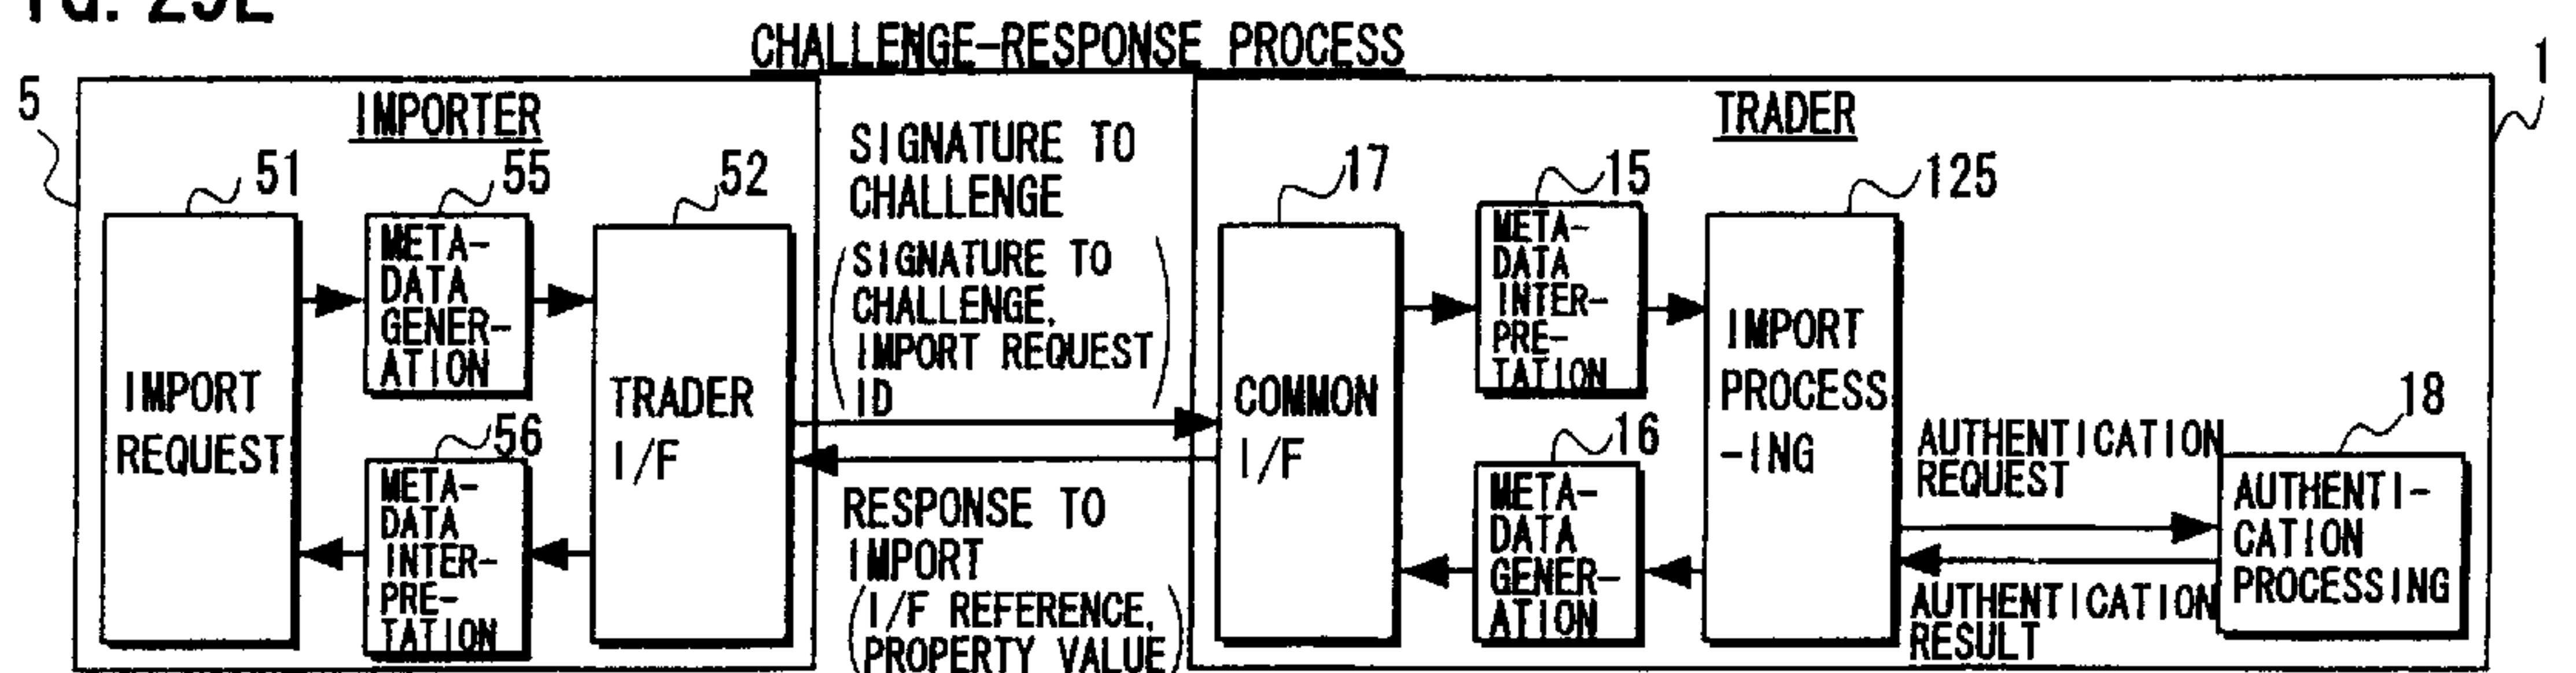 CHALLENGE-RESPONSE PROCESS
5
IMPORTER
51
55
52
IMPORT
REQUEST
META-
DATA
GENER-
ATION
56
META-
DATA
INTER-
PRE-
TATION
TRADER
I/F
SIGNATURE TO
CHALLENGE
(SIGNATURE TO
CHALLENGE,
IMPORT REQUEST
ID)
RESPONSE TO
IMPORT
(I/F REFERENCE,
PROPERTY VALUE)
TRADER
1
17
15
125
COMMON
I/F
META-
DATA
INTER-
PRE-
TATION
16
META-
DATA
GENER-
ATION
IMPORT
PROCESS
-ING
AUTHENTICATION
REQUEST
18
AUTHENTI-
CATION
PROCESSING
AUTHENTICATION
RESULT